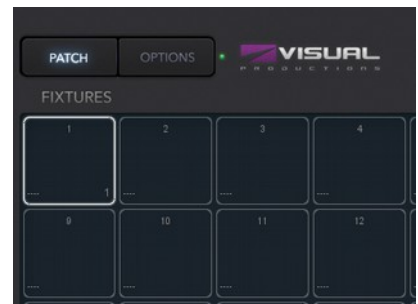 PATCH OPTIONS VISUAL
PRODUCTIONS
FIXTURES
1 2 3 4
---- 1 ---- ---- ----
9 10 11 12
---- ---- ---- ----